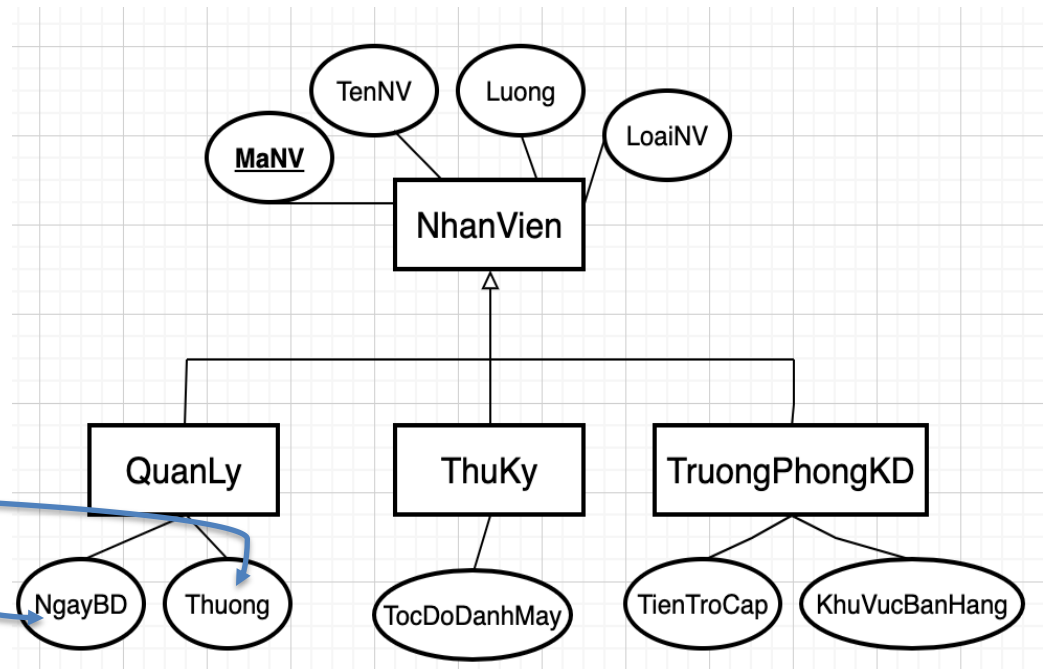 TenNV
Luong
LoaiNV
MaNV
NhanVien
QuanLy
ThuKy
TruongPhongKD
NgayBD
Thuong
TocDoDanhMay
TienTroCap
KhuVucBanHang